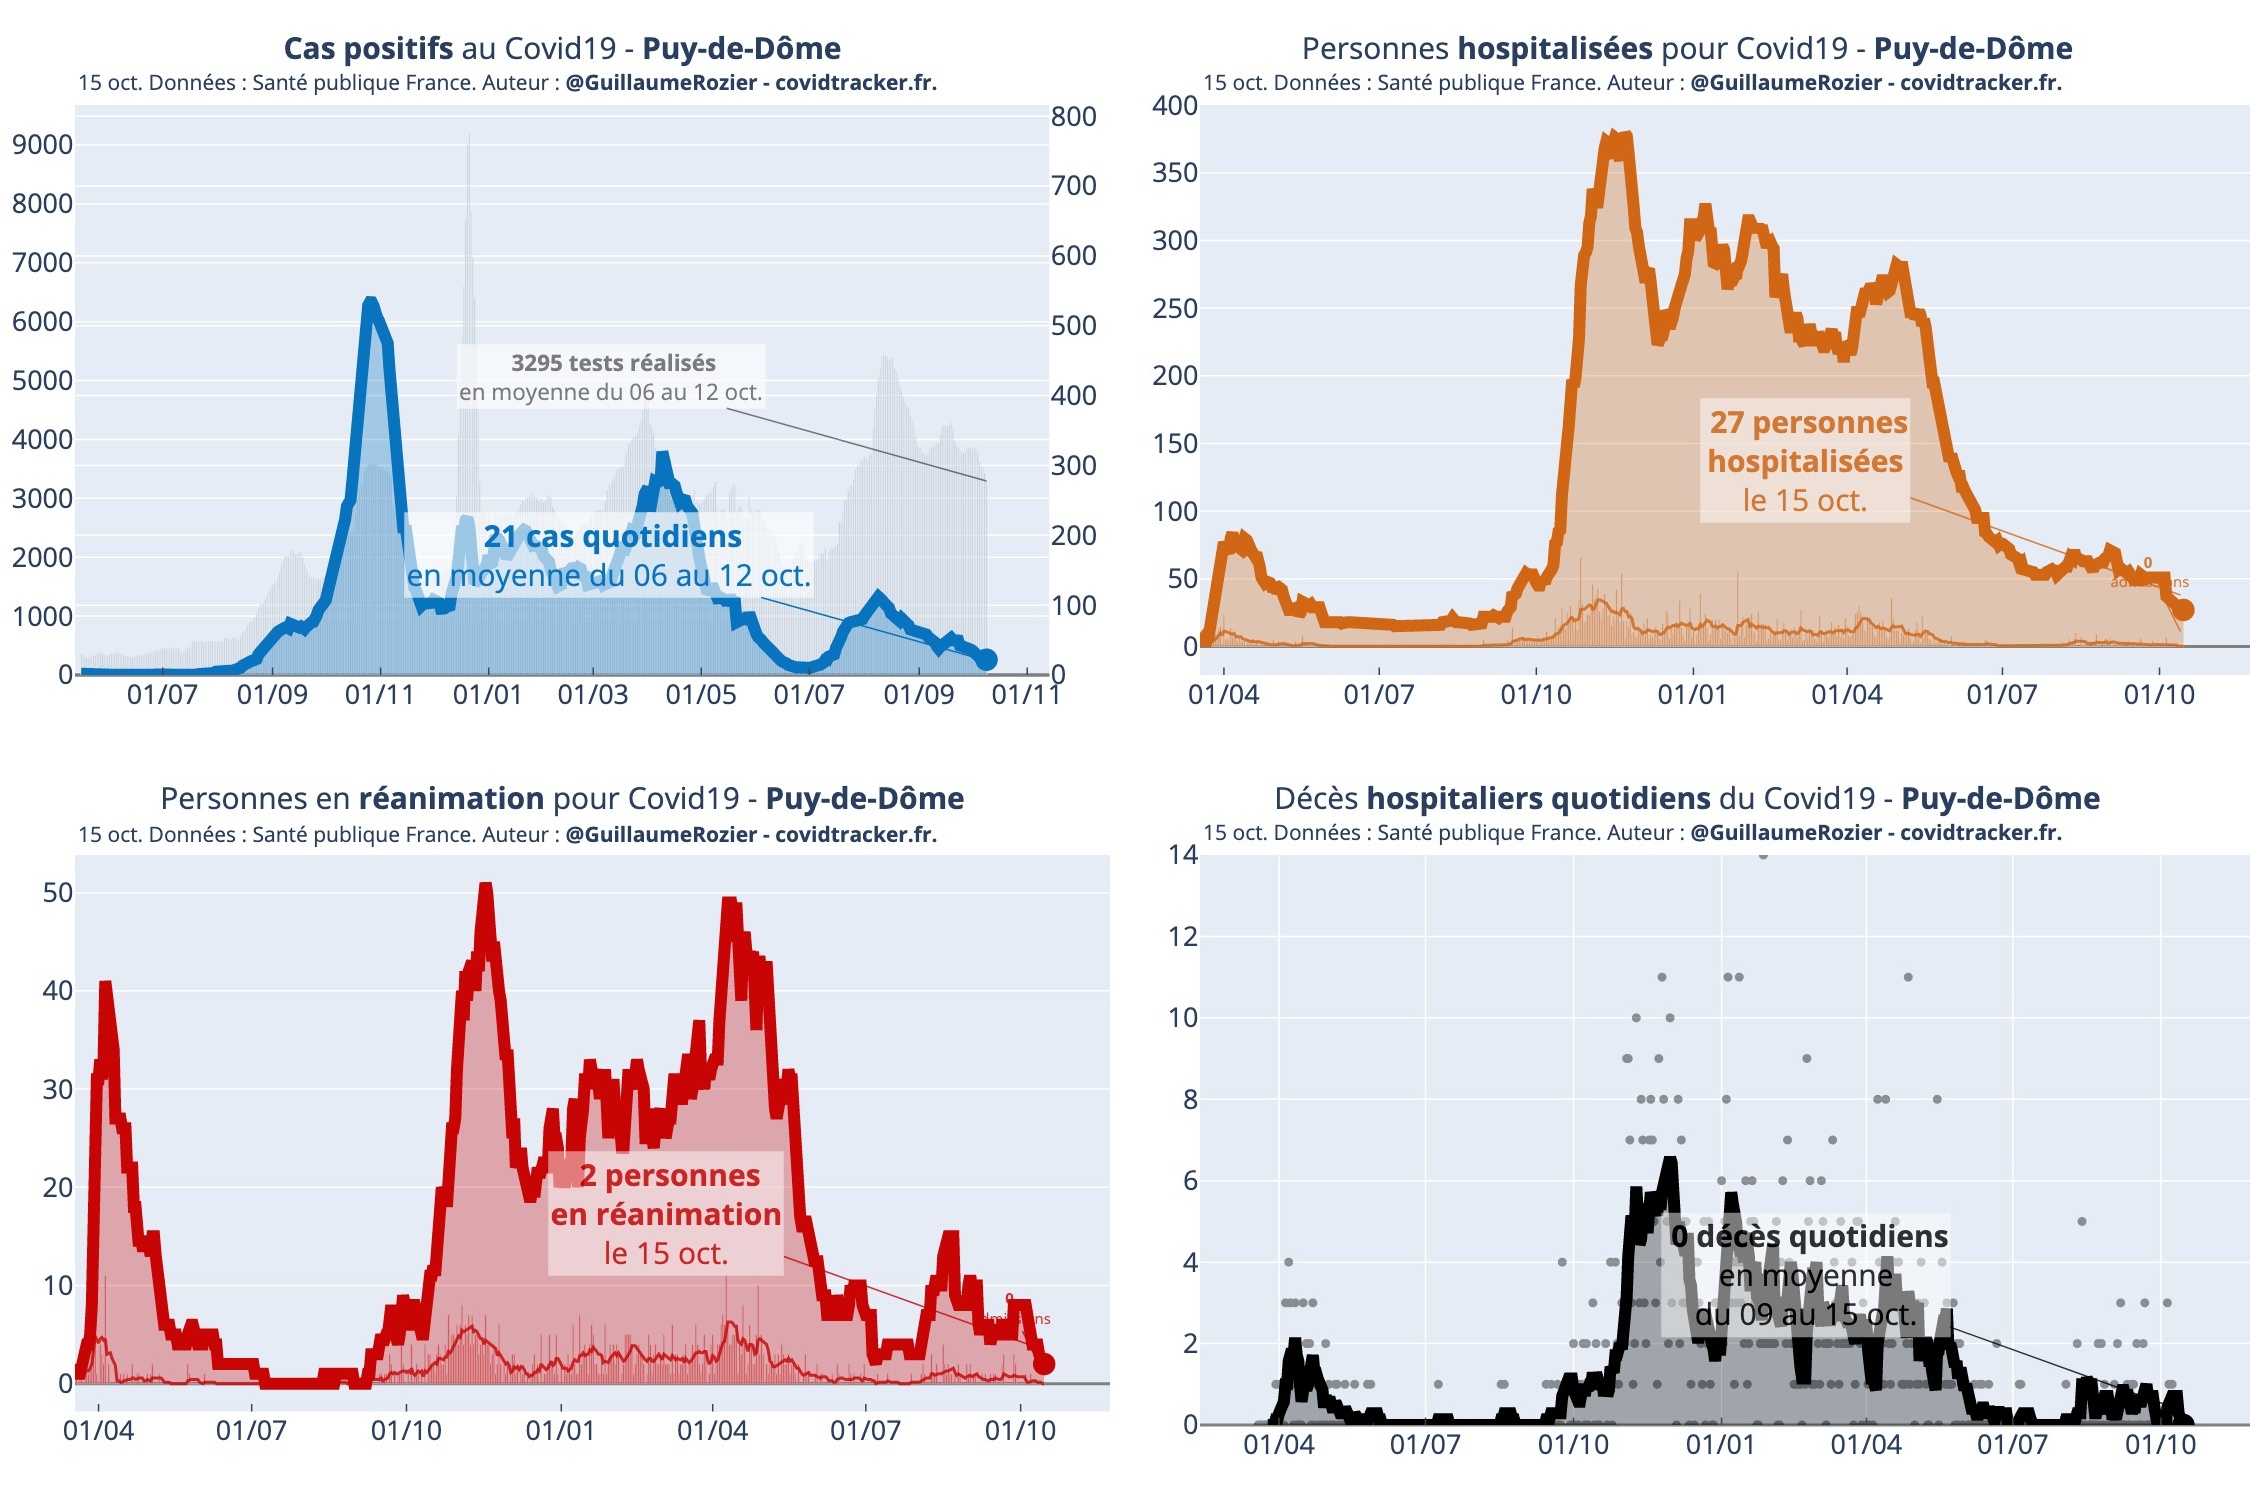 Cas positifs au Covid19 - Puy-de-Dôme
15 oct. Données : Santé publique France. Auteur : @GuillaumeRozier - covidtracker.fr.
9000
8000
7000
6000
5000
4000
3000
2000
1000
0
800
700
600
500
400
300
200
100
0
3295 tests réalisés
en moyenne du 06 au 12 oct.
21 cas quotidiens
en moyenne du 06 au 12 oct.
01/07 01/09 01/11 01/01 01/03 01/05 01/07 01/09 01/11
Personnes hospitalisées pour Covid19 - Puy-de-Dôme
15 oct. Données : Santé publique France. Auteur : @GuillaumeRozier - covidtracker.fr.
400
350
300
250
200
150
100
50
0
27 personnes
hospitalisées
le 15 oct.
0
01/04 01/07 01/10 01/01 01/04 01/07 01/10
Personnes en réanimation pour Covid19 - Puy-de-Dôme
15 oct. Données : Santé publique France. Auteur : @GuillaumeRozier - covidtracker.fr.
50
40
30
20
10
0
2 personnes
en réanimation
le 15 oct.
0
01/04 01/07 01/10 01/01 01/04 01/07 01/10
Décès hospitaliers quotidiens du Covid19 - Puy-de-Dôme
15 oct. Données : Santé publique France. Auteur : @GuillaumeRozier - covidtracker.fr.
14
12
10
8
6
4
2
0
0 décès quotidiens
en moyenne
du 09 au 15 oct.
01/04 01/07 01/10 01/01 01/04 01/07 01/10